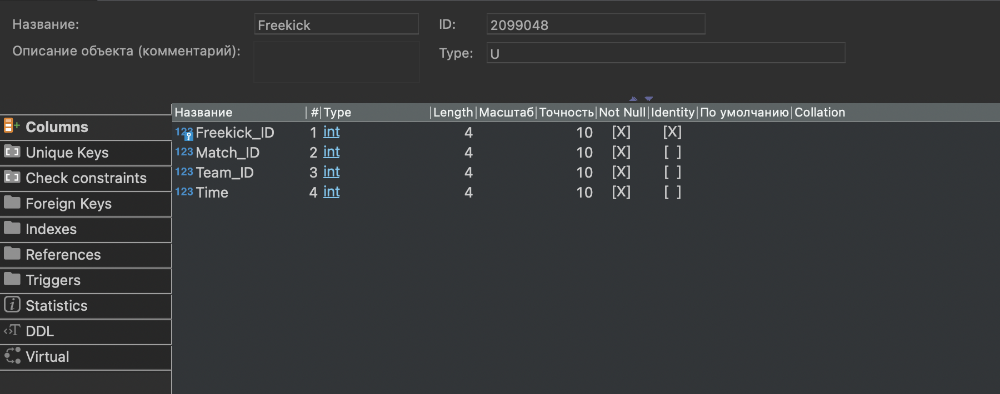 Название: Freekick ID: 2099048
Описание объекта (комментарий): Type: U
Название # Type Length Масштаб Точность Not Null Identity По умолчанию Collation
Columns
Unique Keys
Check constraints
Foreign Keys
Indexes
References
Triggers
Statistics
DDL
Virtual
123 Freekick_ID 1 int 4 10 [X] [X]
123 Match_ID 2 int 4 10 [X] [ ]
123 Team_ID 3 int 4 10 [X] [ ]
123 Time 4 int 4 10 [X] [ ]